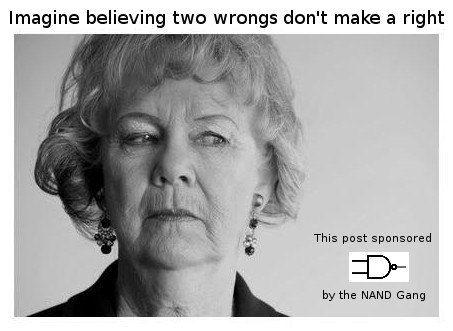 Imagine believing two wrongs don't make a right
This post sponsored
by the NAND Gang